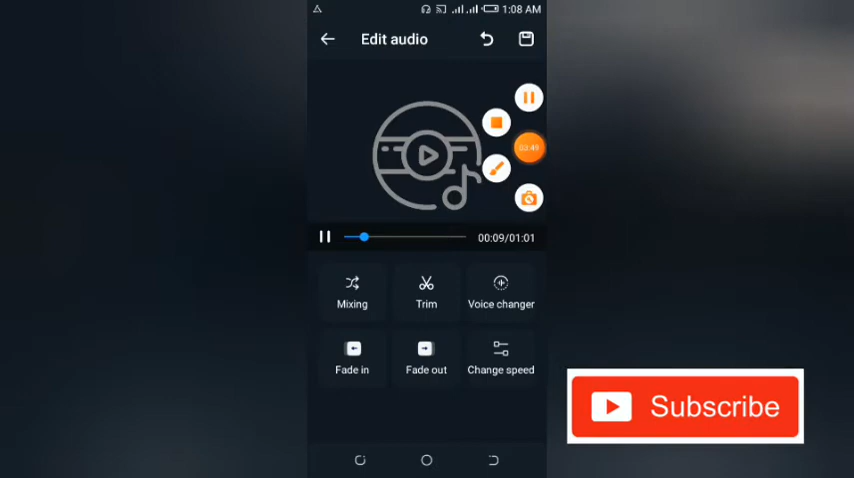 1:08 AM
Edit audio
03:49
00:09/01:01
Mixing
Trim
Voice changer
Fade in
Fade out
Change speed
Subscribe